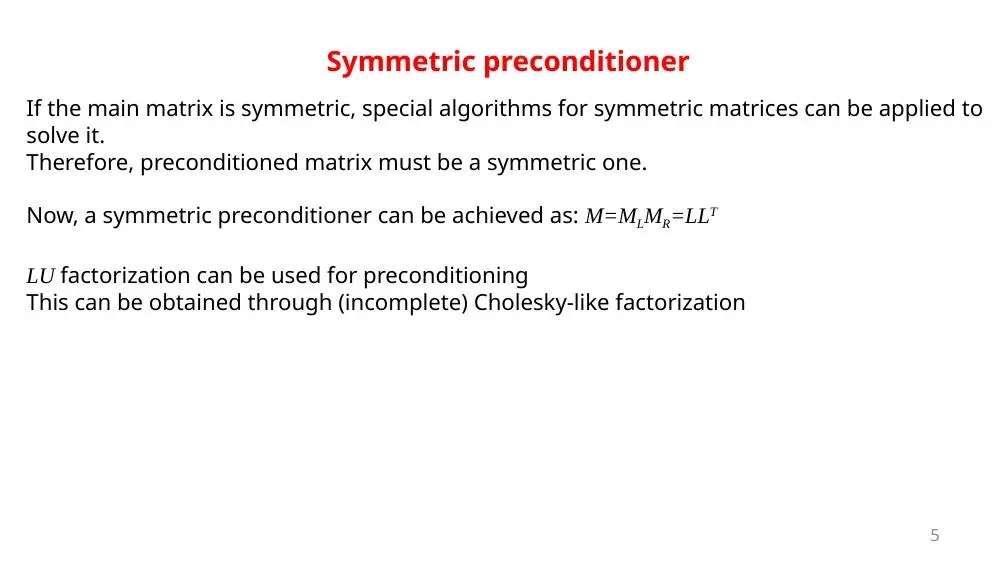 Symmetric preconditioner
If the main matrix is symmetric, special algorithms for symmetric matrices can be applied to
solve it.
Therefore, preconditioned matrix must be a symmetric one.
Now, a symmetric preconditioner can be achieved as: M=M_LM_R=LL^T
LU factorization can be used for preconditioning
This can be obtained through (incomplete) Cholesky-like factorization
5